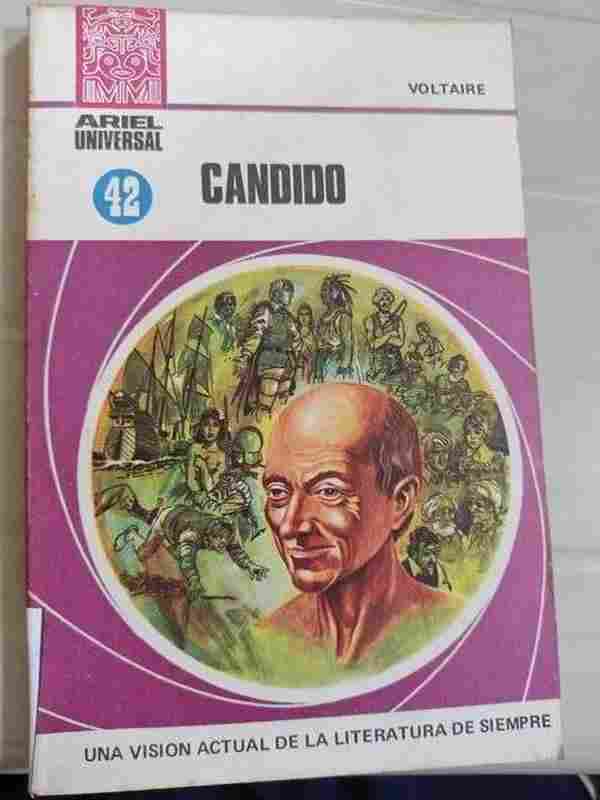 VOLTAIRE
ARIEL
UNIVERSAL
42
CANDIDO
UNA VISION ACTUAL DE LA LITERATURA DE SIEMPRE